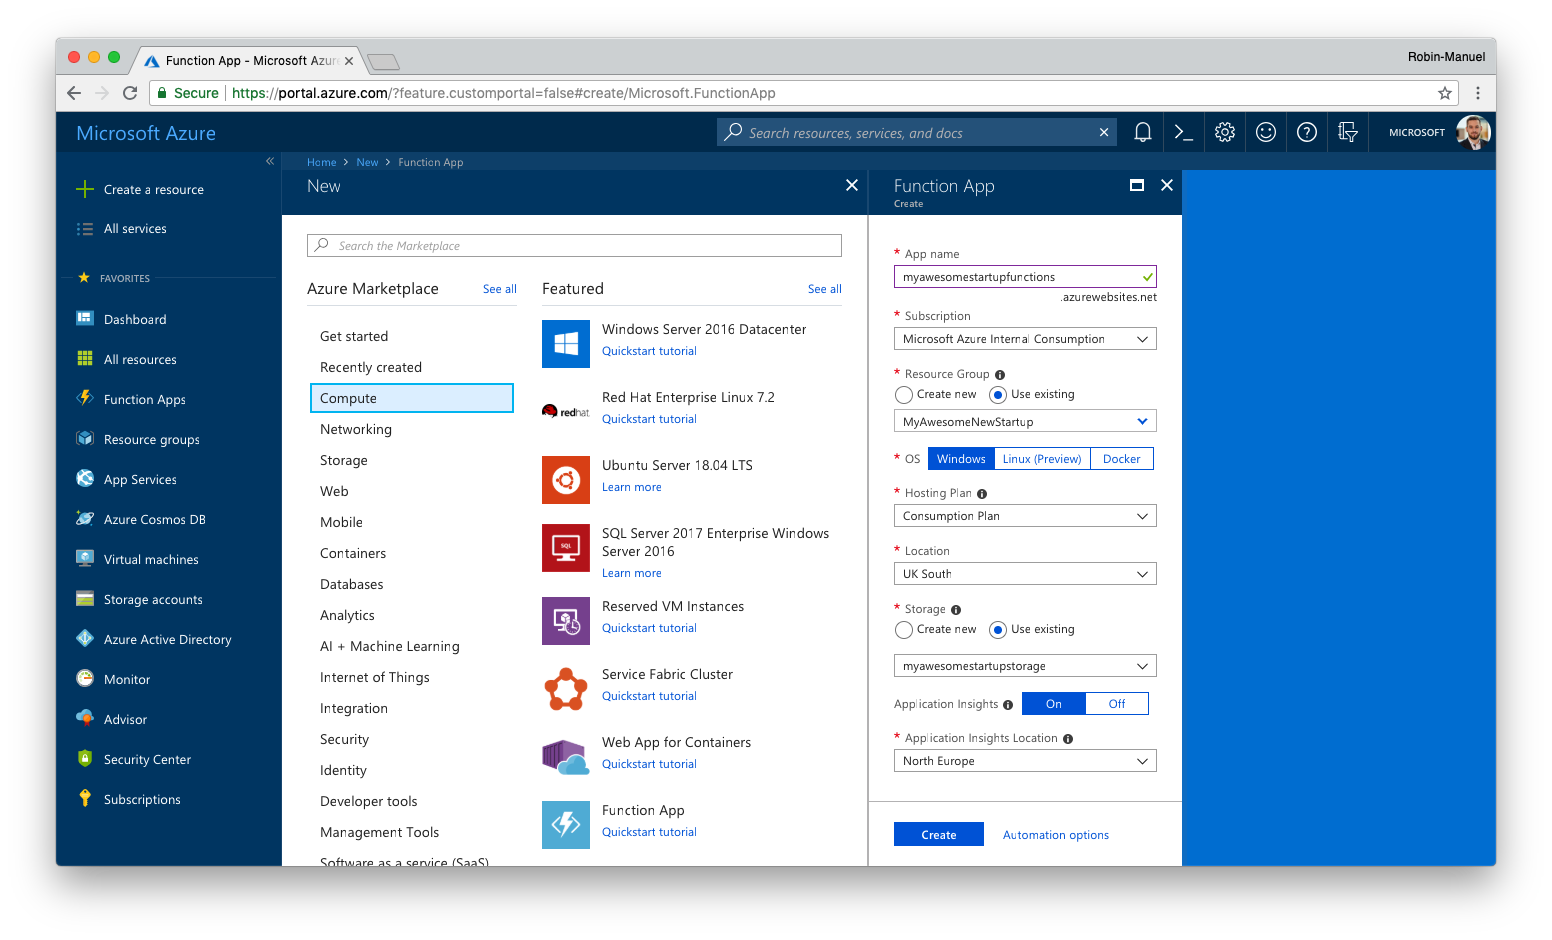 Function App - Microsoft Azur
Robin-Manuel
Secure
https://portal.azure.com/?feature.customportal=false#create/Microsoft.FunctionApp
Microsoft Azure
Search resources, services, and docs
MICROSOFT
Home > New > Function App
Create a resource
All services
FAVORITES
Dashboard
All resources
Function Apps
Resource groups
App Services
Azure Cosmos DB
Virtual machines
Storage accounts
Azure Active Directory
Monitor
Advisor
Security Center
Subscriptions
New
Search the Marketplace
Azure Marketplace
See all
Get started
Recently created
Compute
Networking
Storage
Web
Mobile
Containers
Databases
Analytics
AI + Machine Learning
Internet of Things
Integration
Security
Identity
Developer tools
Management Tools
Software as a service (SaaS)
Featured
See all
Windows Server 2016 Datacenter
Quickstart tutorial
redhat
Red Hat Enterprise Linux 7.2
Quickstart tutorial
Ubuntu Server 18.04 LTS
Learn more
SQL
SQL Server 2017 Enterprise Windows
Server 2016
Learn more
Reserved VM Instances
Quickstart tutorial
Service Fabric Cluster
Quickstart tutorial
Web App for Containers
Quickstart tutorial
Function App
Quickstart tutorial
Function App
Create
* App name
myawesomestartupfunctions
.azurewebsites.net
* Subscription
Microsoft Azure Internal Consumption
* Resource Group
Create new
Use existing
MyAwesomeNewStartup
* OS
Windows
Linux (Preview)
Docker
* Hosting Plan
Consumption Plan
* Location
UK South
* Storage
Create new
Use existing
myawesomestartupstorage
Application Insights
On
Off
* Application Insights Location
North Europe
Create
Automation options